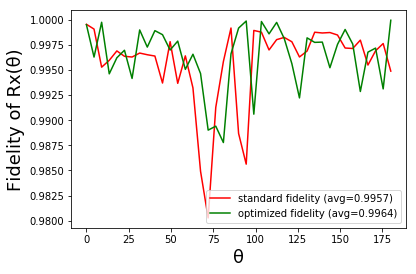 1.0000
0.9975
0.9950
0.9925
0.9900
0.9875
0.9850
0.9825
0.9800
Fidelity of Rx(θ)
standard fidelity (avg=0.9957)
optimized fidelity (avg=0.9964)
0 25 50 75 100 125 150 175
θ